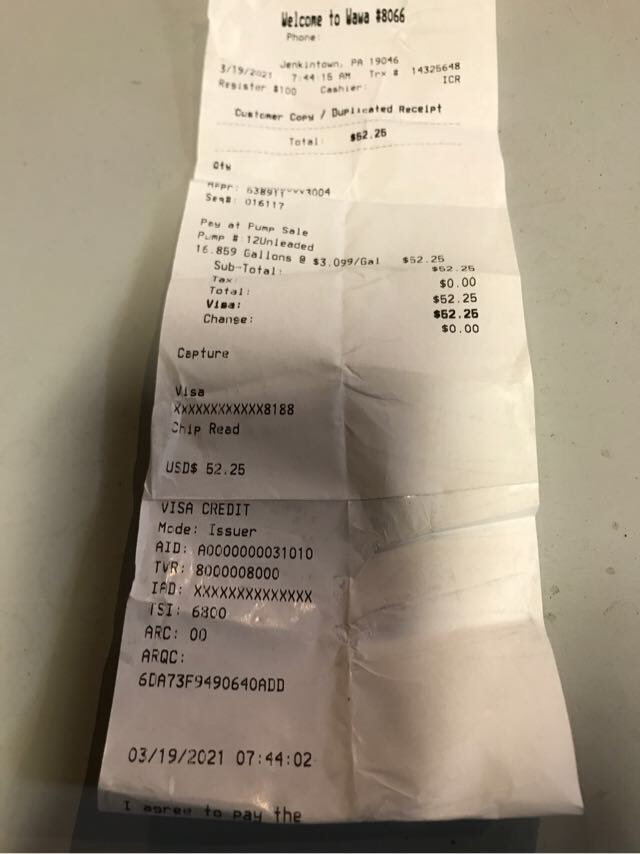 Welcome to Wawa #8066
Phone:
Jenkintown, PA 19046
3/19/2021 7:44:15 AM Trx # 14325648
Register #100 Cashier: ICR
Customer Copy / Duplicated Receipt
Total: $52.25
Qty
Seq#: 016117
Pay at Pump Sale
Pump # 12Unleaded
16.859 Gallons @ $3.099/Gal $52.25
Sub-Total: $52.25
Tax: $0.00
Total: $52.25
Visa: $52.25
Change: $0.00
Capture
Visa
XXXXXXXXXXXX8188
Chip Read
USD$ 52.25
VISA CREDIT
Mode: Issuer
AID: A0000000031010
TVR: 8000008000
IAD: XXXXXXXXXXXXXX
TSI: 6800
ARC: 00
ARQC:
6DA73F9490640ADD
03/19/2021 07:44:02
I agree to pay the